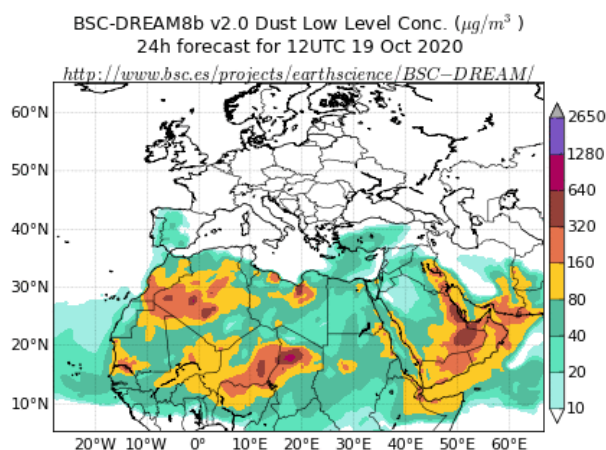 BSC-DREAM8b v2.0 Dust Low Level Conc. (μg/m³ )
24h forecast for 12UTC 19 Oct 2020
http://www.bsc.es/projects/earthscience/BSC−DREAM/
60°N
50°N
40°N
30°N
20°N
10°N
20°W 10°W 0° 10°E 20°E 30°E 40°E 50°E 60°E
2650
1280
640
320
160
80
40
20
10